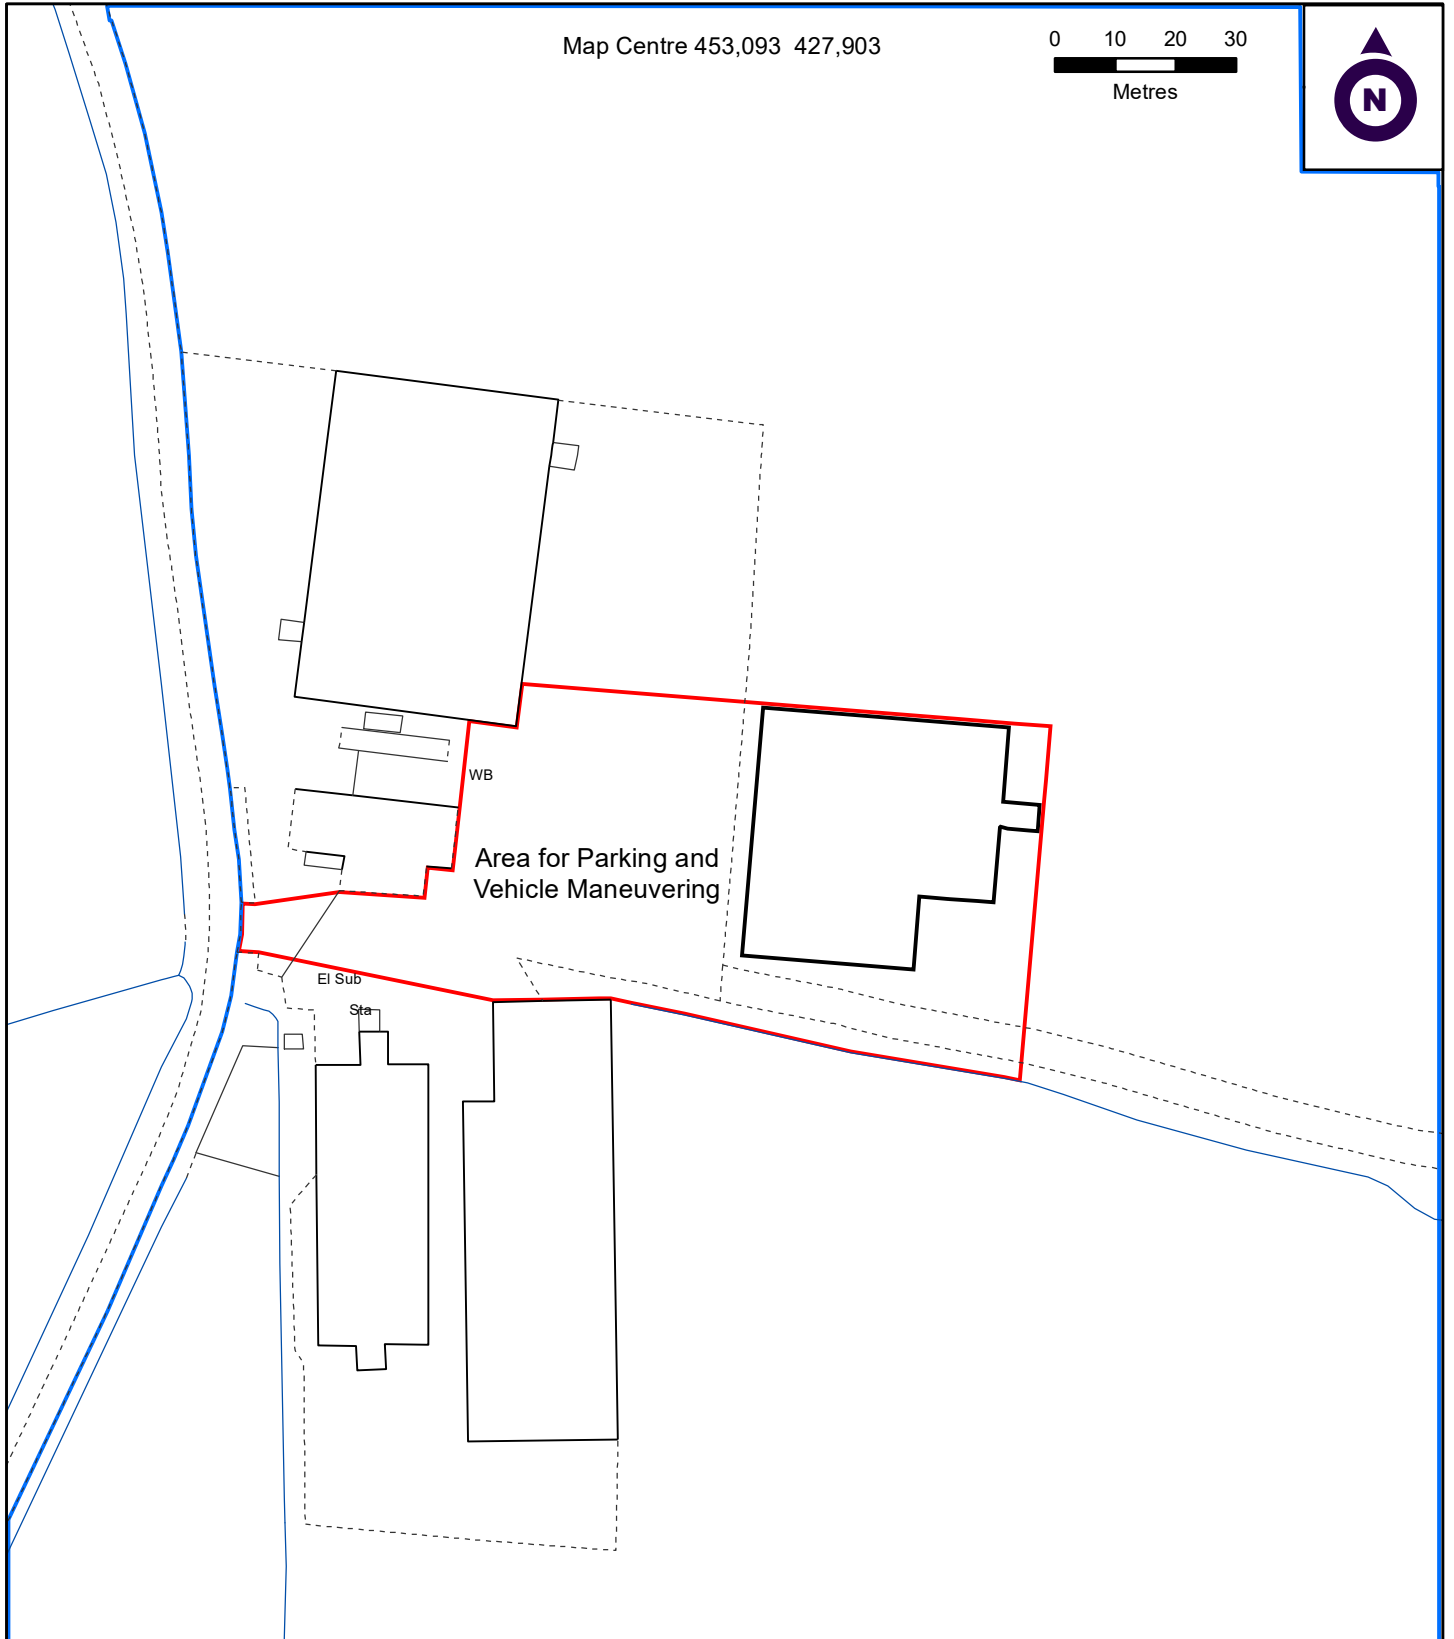 Map Centre 453,093 427,903
0 10 20 30
Metres
N
WB
Area for Parking and
Vehicle Maneuvering
El Sub
Sta